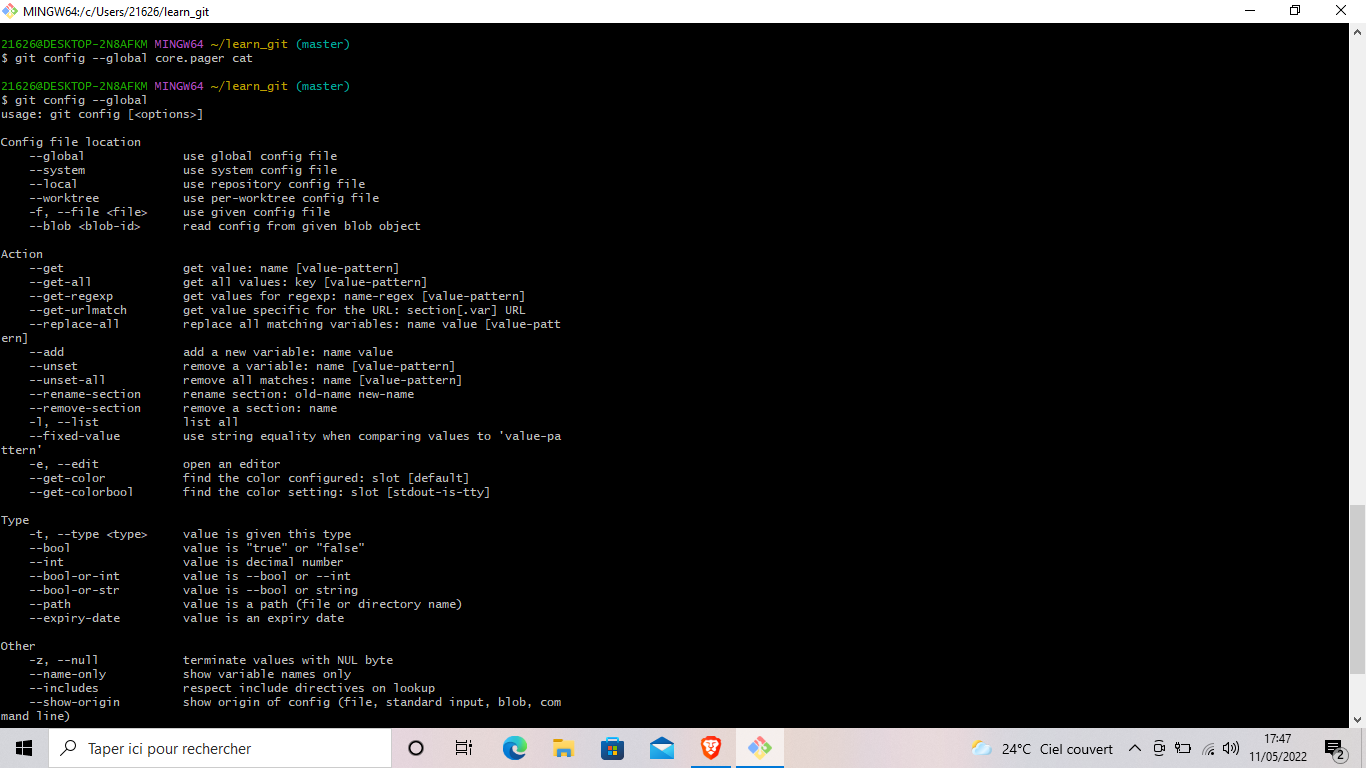 MINGW64:/c/Users/21626/learn_git
21626@DESKTOP-2N8AFKM MINGW64 ~/learn_git (master)
$ git config --global core.pager cat
21626@DESKTOP-2N8AFKM MINGW64 ~/learn_git (master)
$ git config --global
usage: git config [<options>]
Config file location
--global use global config file
--system use system config file
--local use repository config file
--worktree use per-worktree config file
-f, --file <file> use given config file
--blob <blob-id> read config from given blob object
Action
--get get value: name [value-pattern]
--get-all get all values: key [value-pattern]
--get-regexp get values for regexp: name-regex [value-pattern]
--get-urlmatch get value specific for the URL: section[.var] URL
--replace-all replace all matching variables: name value [value-patt
ern]
--add add a new variable: name value
--unset remove a variable: name [value-pattern]
--unset-all remove all matches: name [value-pattern]
--rename-section rename section: old-name new-name
--remove-section remove a section: name
-l, --list list all
--fixed-value use string equality when comparing values to 'value-pa
ttern'
-e, --edit open an editor
--get-color find the color configured: slot [default]
--get-colorbool find the color setting: slot [stdout-is-tty]
Type
-t, --type <type> value is given this type
--bool value is "true" or "false"
--int value is decimal number
--bool-or-int value is --bool or --int
--bool-or-str value is --bool or string
--path value is a path (file or directory name)
--expiry-date value is an expiry date
Other
-z, --null terminate values with NUL byte
--name-only show variable names only
--includes respect include directives on lookup
--show-origin show origin of config (file, standard input, blob, com
mand line)
Taper ici pour rechercher
24°C Ciel couvert
17:47
11/05/2022
2